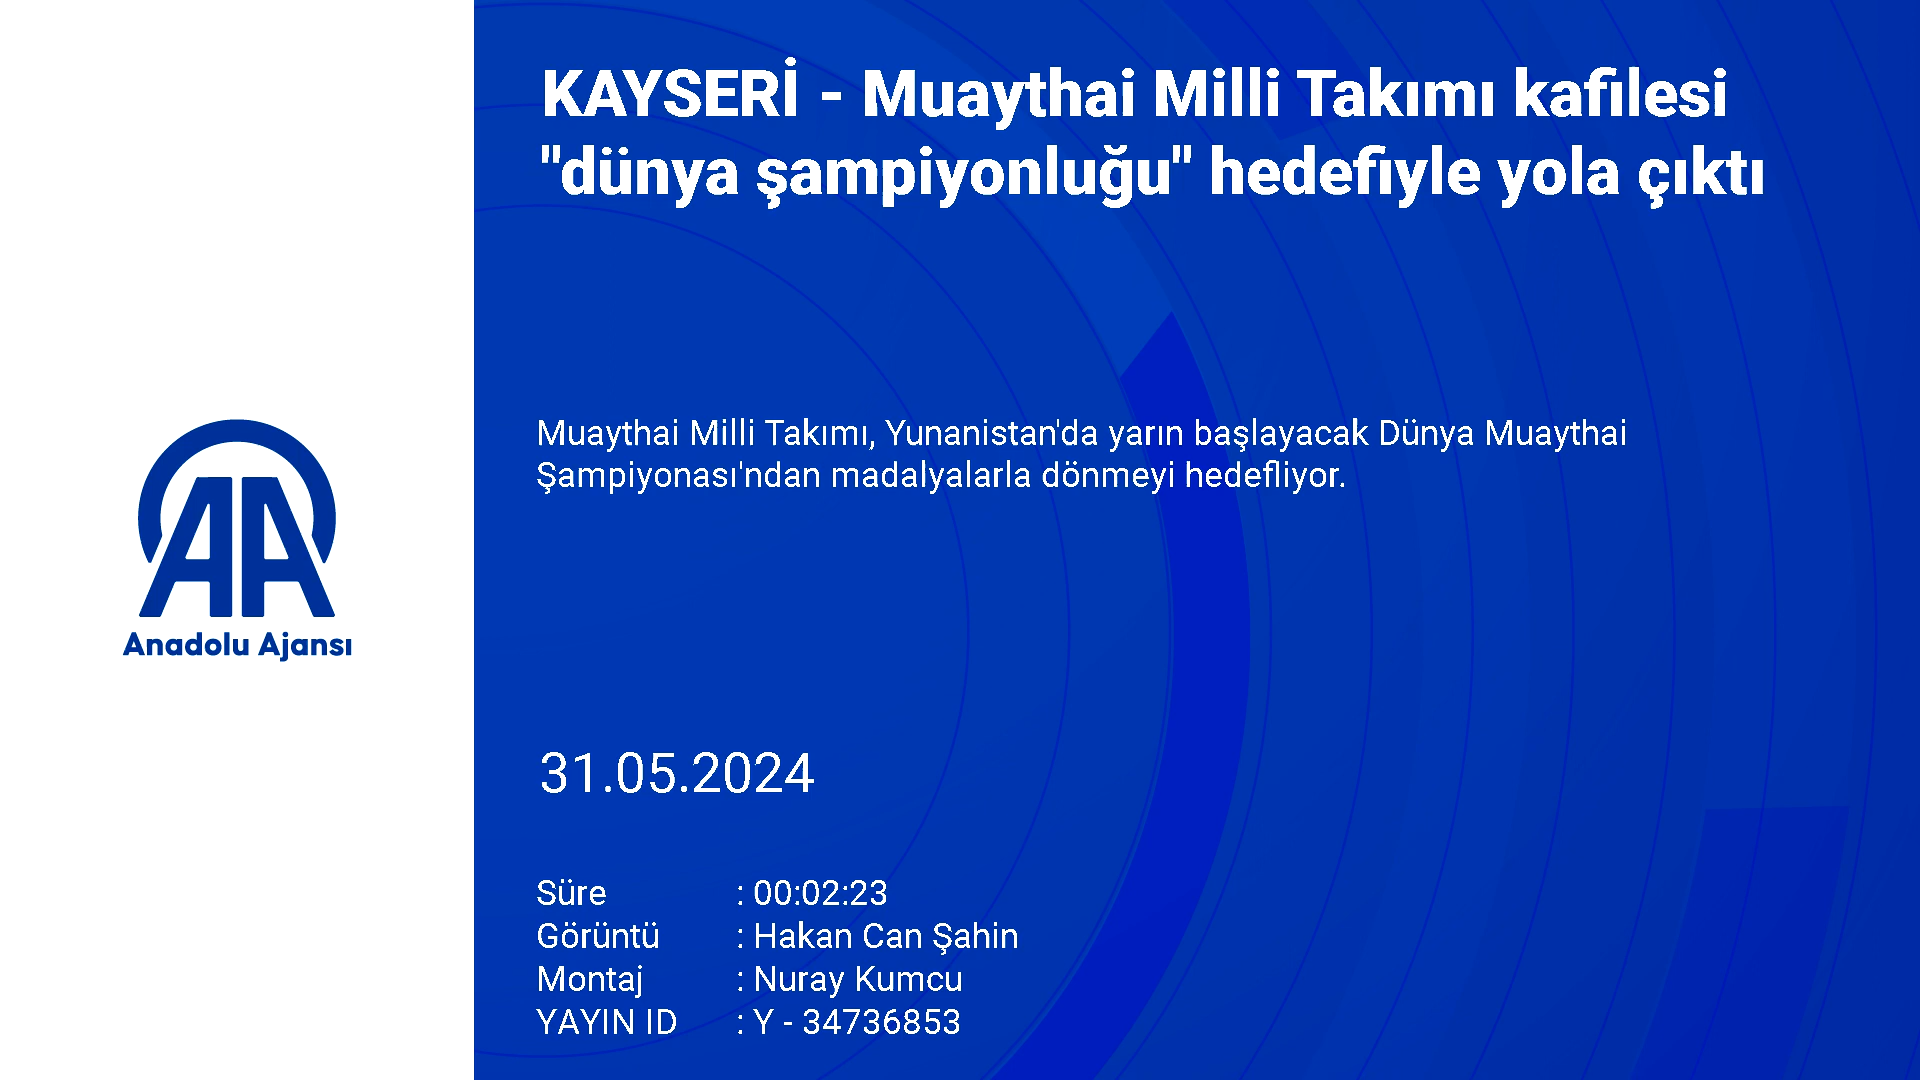 KAYSERİ - Muaythai Milli Takımı kafilesi
"dünya şampiyonluğu" hedefiyle yola çıktı
Muaythai Milli Takımı, Yunanistan'da yarın başlayacak Dünya Muaythai
Şampiyonası'ndan madalyalarla dönmeyi hedefliyor.
AA
Anadolu Ajansı
31.05.2024
Süre : 00:02:23
Görüntü : Hakan Can Şahin
Montaj : Nuray Kumcu
YAYIN ID : Y - 34736853